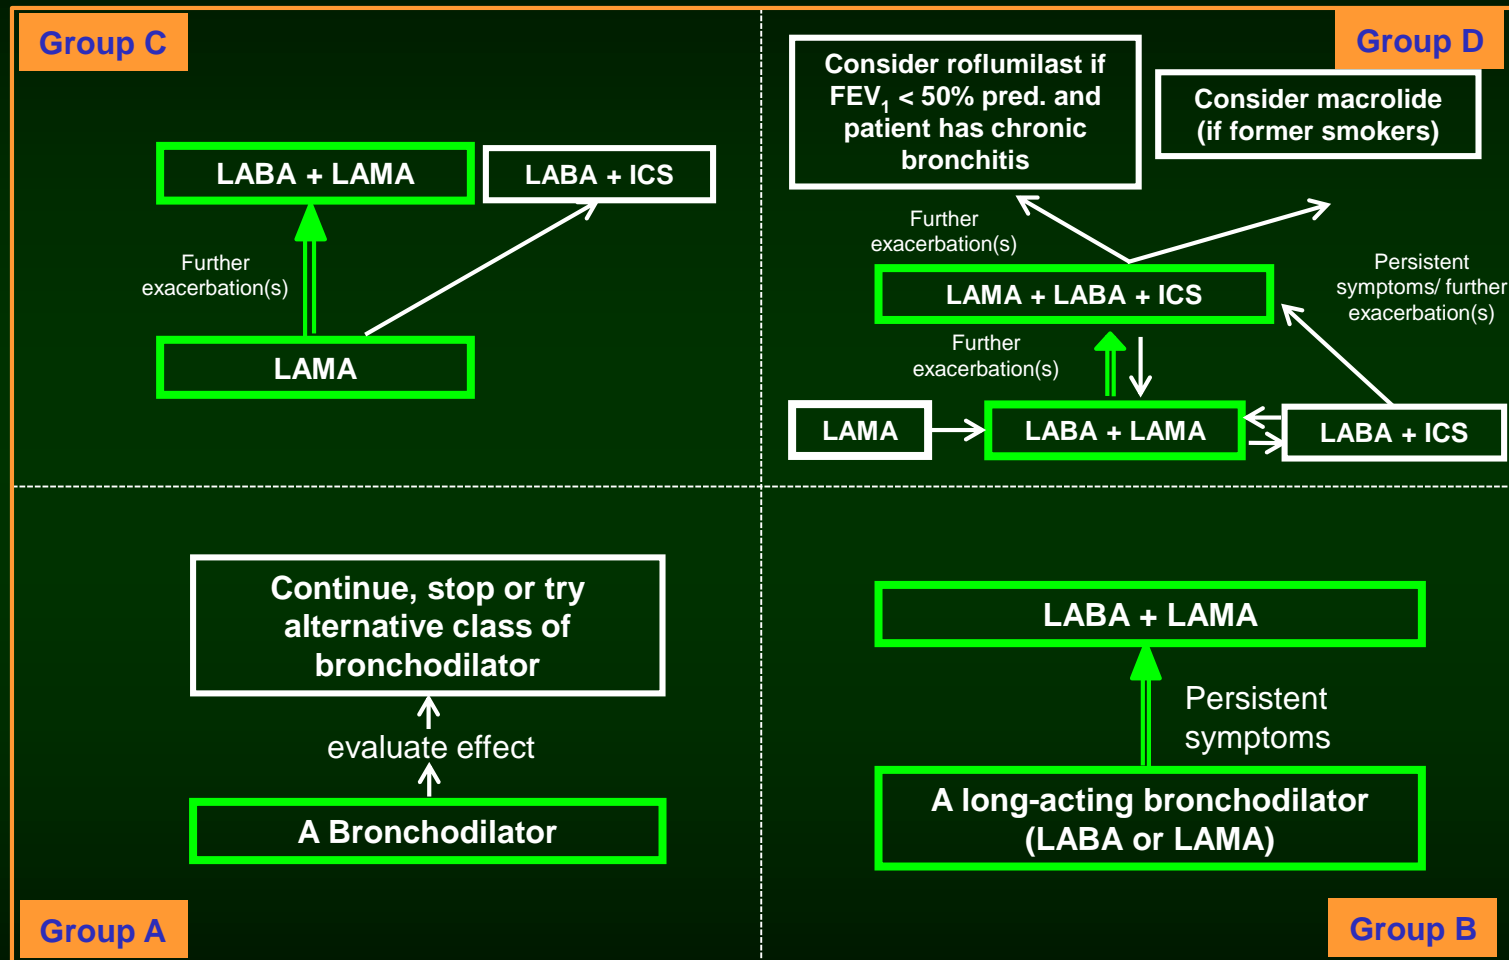 Group C
LABA + LAMA
LABA + ICS
Further
exacerbation(s)
LAMA
Group D
Consider roflumilast if
FEV1 < 50% pred. and
patient has chronic
bronchitis
Consider macrolide
(if former smokers)
Further
exacerbation(s)
Persistent
symptoms/ further
exacerbation(s)
LAMA + LABA + ICS
Further
exacerbation(s)
LAMA
LABA + LAMA
LABA + ICS
Continue, stop or try
alternative class of
bronchodilator
evaluate effect
A Bronchodilator
Group A
LABA + LAMA
Persistent
symptoms
A long-acting bronchodilator
(LABA or LAMA)
Group B